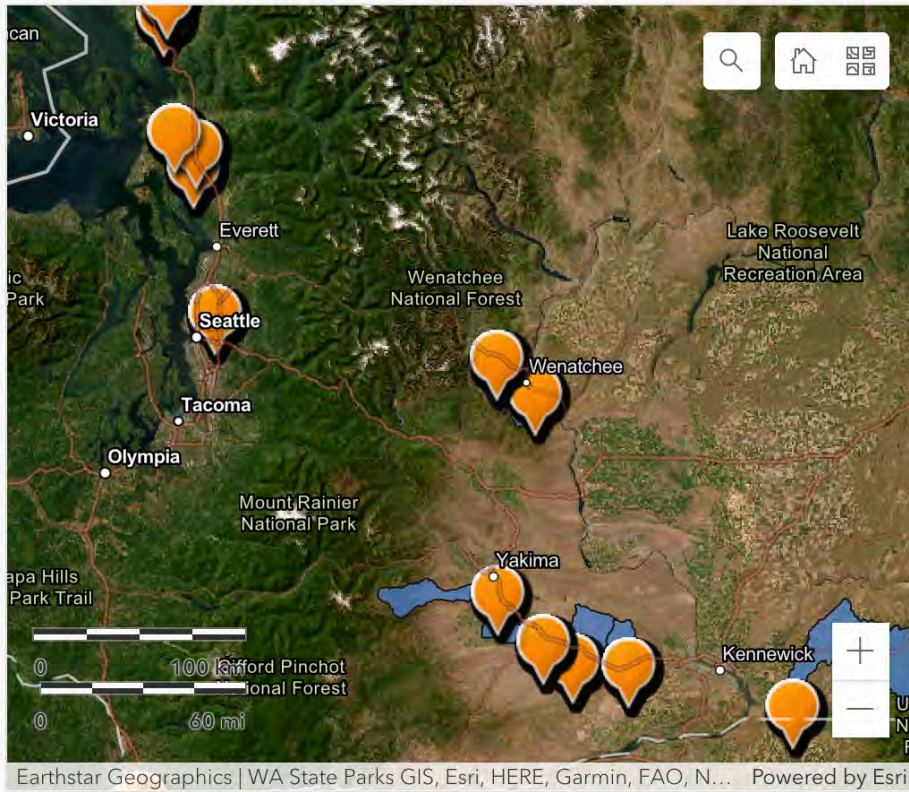 can
Victoria
Everett
Lake Roosevelt
National
Recreation Area
ic
Park
Wenatchee
National Forest
Seattle
Wenatchee
Tacoma
Olympia
Mount Rainier
National Park
Yakima
apa Hills
Park Trail
Kennewick
0 100 km
Gifford Pinchot
National Forest
0 60 mi
U
N
F
Earthstar Geographics | WA State Parks GIS, Esri, HERE, Garmin, FAO, N... Powered by Esri